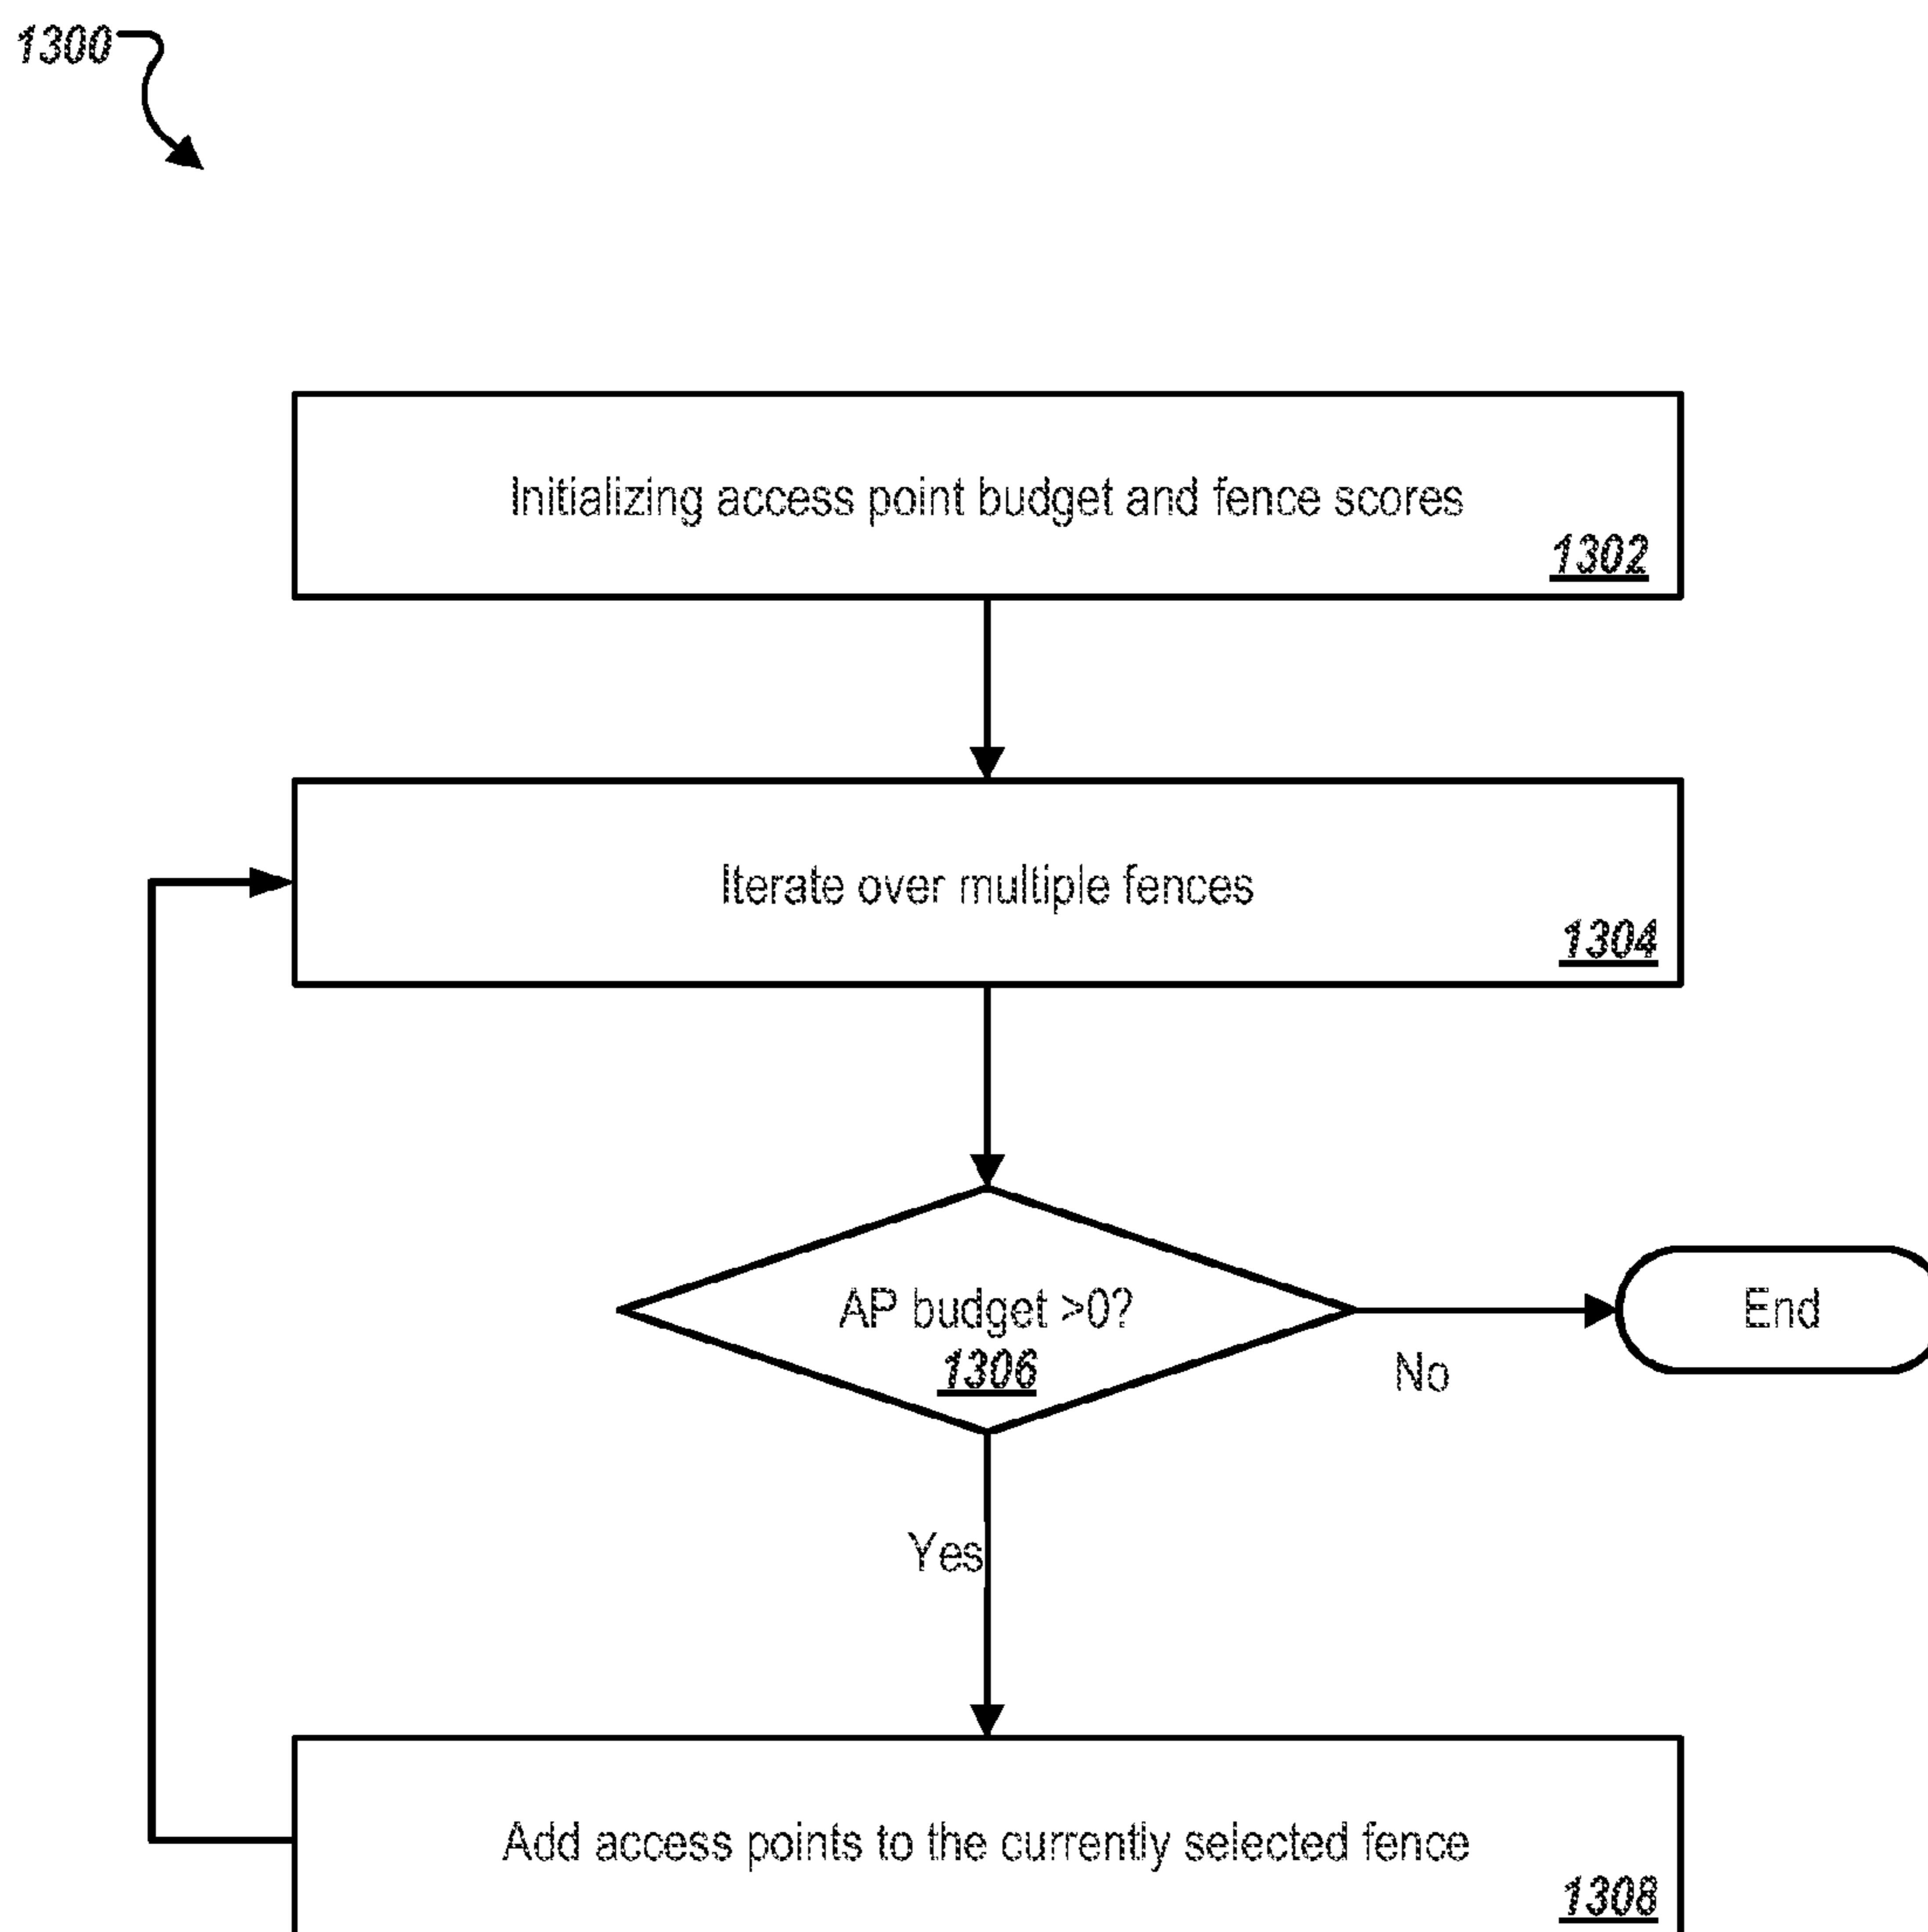 1300
Initializing access point budget and fence scores
1302
Iterate over multiple fences
1304
AP budget >0?
1306
No
End
Yes
Add access points to the currently selected fence
1308